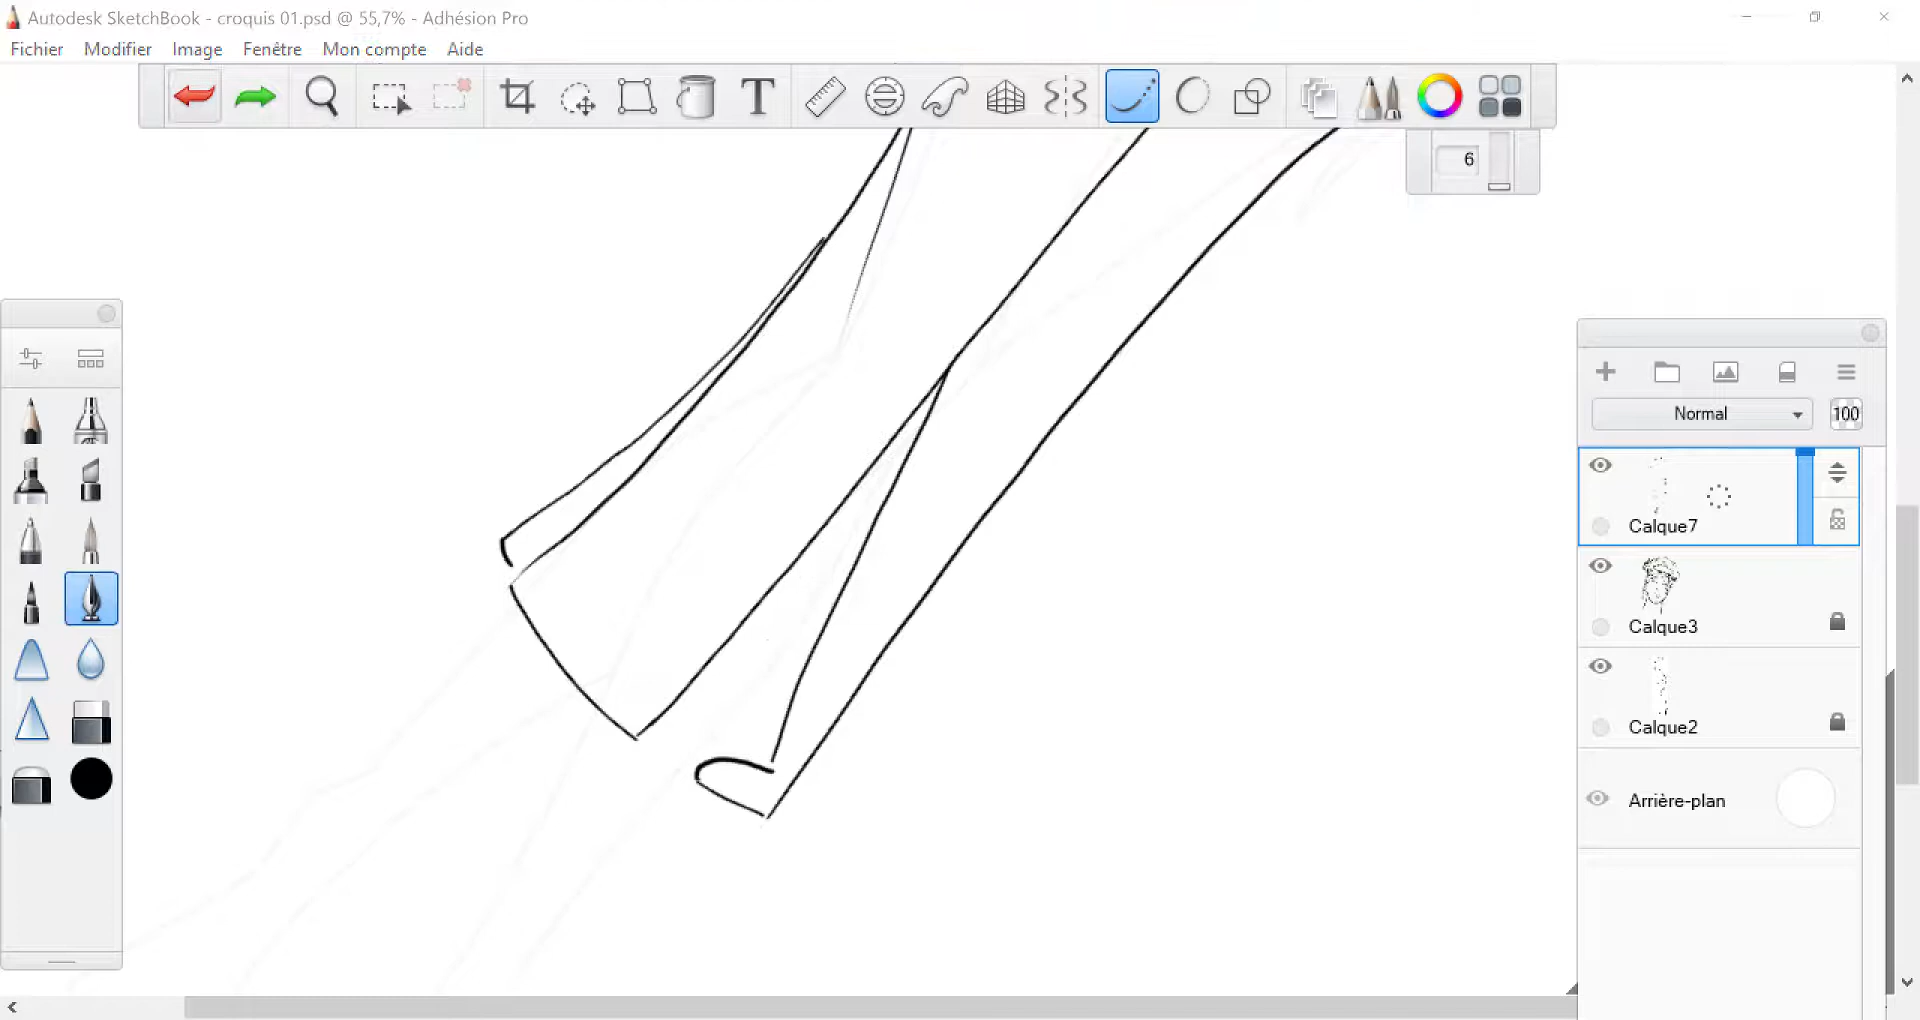 Autodesk SketchBook - croquis 01.psd @ 55,7% - Adhésion Pro
Fichier Modifier Image Fenêtre Mon compte Aide
T
6
Normal 100
Calque7
Calque3
Calque2
Arrière-plan